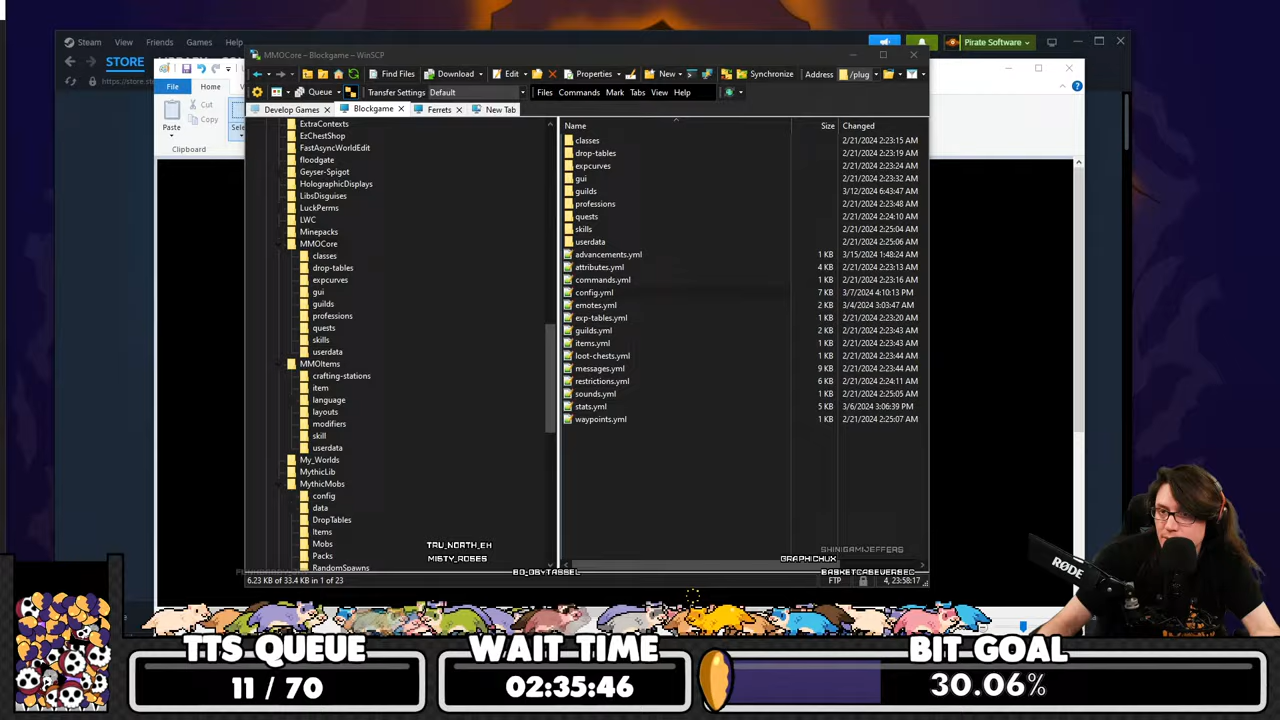 Steam View Friends Games Help
Pirate Software
STORE
MMOCore – Blockgame – WinSCP
Find Files Download Edit Properties New Synchronize Address /plug
File Home
Queue Transfer Settings Default Files Commands Mark Tabs View Help
Paste Cut
Copy
Clipboard
Develop Games Blockgame Ferrets New Tab
ExtraContexts
EzChestShop
FastAsyncWorldEdit
floodgate
Geyser-Spigot
HolographicDisplays
LibsDisguises
LuckPerms
LWC
Minepacks
MMOCore
classes
drop-tables
expcurves
gui
guilds
professions
quests
skills
userdata
MMOItems
crafting-stations
item
language
layouts
modifiers
skill
userdata
My_Worlds
MythicLib
MythicMobs
config
data
DropTables
Items
Mobs
Packs
RandomSpawns
Name Size Changed
classes 2/21/2024 2:23:15 AM
drop-tables 2/21/2024 2:23:19 AM
expcurves 2/21/2024 2:23:24 AM
gui 2/21/2024 2:23:32 AM
guilds 3/12/2024 6:43:47 AM
professions 2/21/2024 2:23:48 AM
quests 2/21/2024 2:24:10 AM
skills 2/21/2024 2:25:04 AM
userdata 2/21/2024 2:25:06 AM
advancements.yml 1 KB 3/15/2024 1:48:24 AM
attributes.yml 4 KB 2/21/2024 2:23:13 AM
commands.yml 1 KB 2/21/2024 2:23:16 AM
config.yml 7 KB 3/7/2024 4:10:13 PM
emotes.yml 2 KB 3/4/2024 3:03:47 AM
exp-tables.yml 1 KB 2/21/2024 2:23:20 AM
guilds.yml 2 KB 2/21/2024 2:23:43 AM
items.yml 1 KB 2/21/2024 2:23:43 AM
loot-chests.yml 1 KB 2/21/2024 2:23:44 AM
messages.yml 9 KB 2/21/2024 2:23:44 AM
restrictions.yml 6 KB 2/21/2024 2:24:11 AM
sounds.yml 1 KB 2/21/2024 2:25:05 AM
stats.yml 5 KB 3/6/2024 3:06:39 PM
waypoints.yml 1 KB 2/21/2024 2:25:07 AM
TRU_NORTH_EH
MISTY_ROSES
SHINIGAMIJEFFERS
GRAPHICHUX
6.23 KB of 33.4 KB in 1 of 23
FTP 4, 23:58:17
RØDE
TTS QUEUE
11 / 70
WAIT TIME
02:35:46
BIT GOAL
30.06%